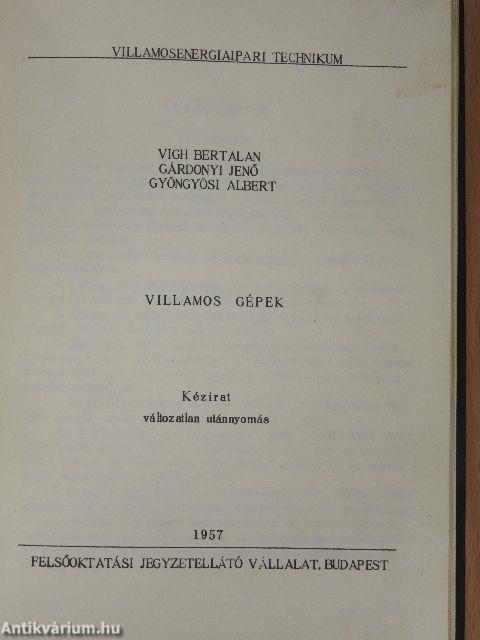 VILLAMOSENERGIAIPARI TECHNIKUM
VIGH BERTALAN
GÁRDONYI JENŐ
GYÖNGYÖSI ALBERT
VILLAMOS GÉPEK
Kézirat
változatlan utánnyomás
1957
FELSŐOKTATÁSI JEGYZETELLÁTÓ VÁLLALAT. BUDAPEST
Antikvárium.hu